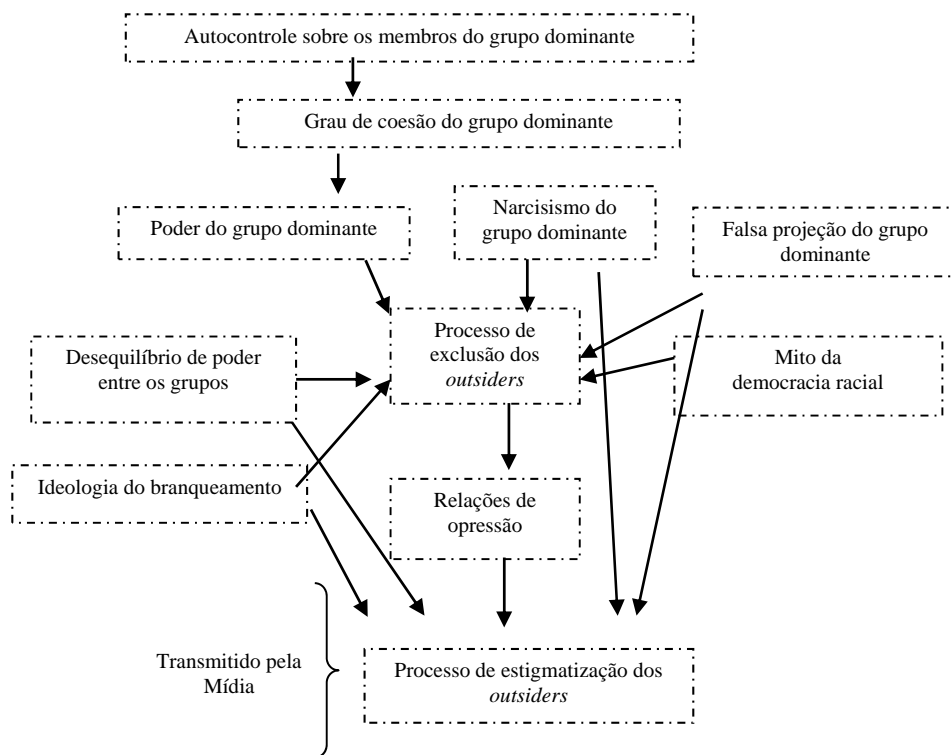 Autocontrole sobre os membros do grupo dominante
Grau de coesão do grupo dominante
Poder do grupo dominante
Narcisismo do
grupo dominante
Falsa projeção do grupo
dominante
Processo de
exclusão dos
outsiders
Desequilíbrio de poder
entre os grupos
Mito da
democracia racial
Ideologia do branqueamento
Relações de
opressão
Transmitido pela
Mídia
Processo de estigmatização dos
outsiders